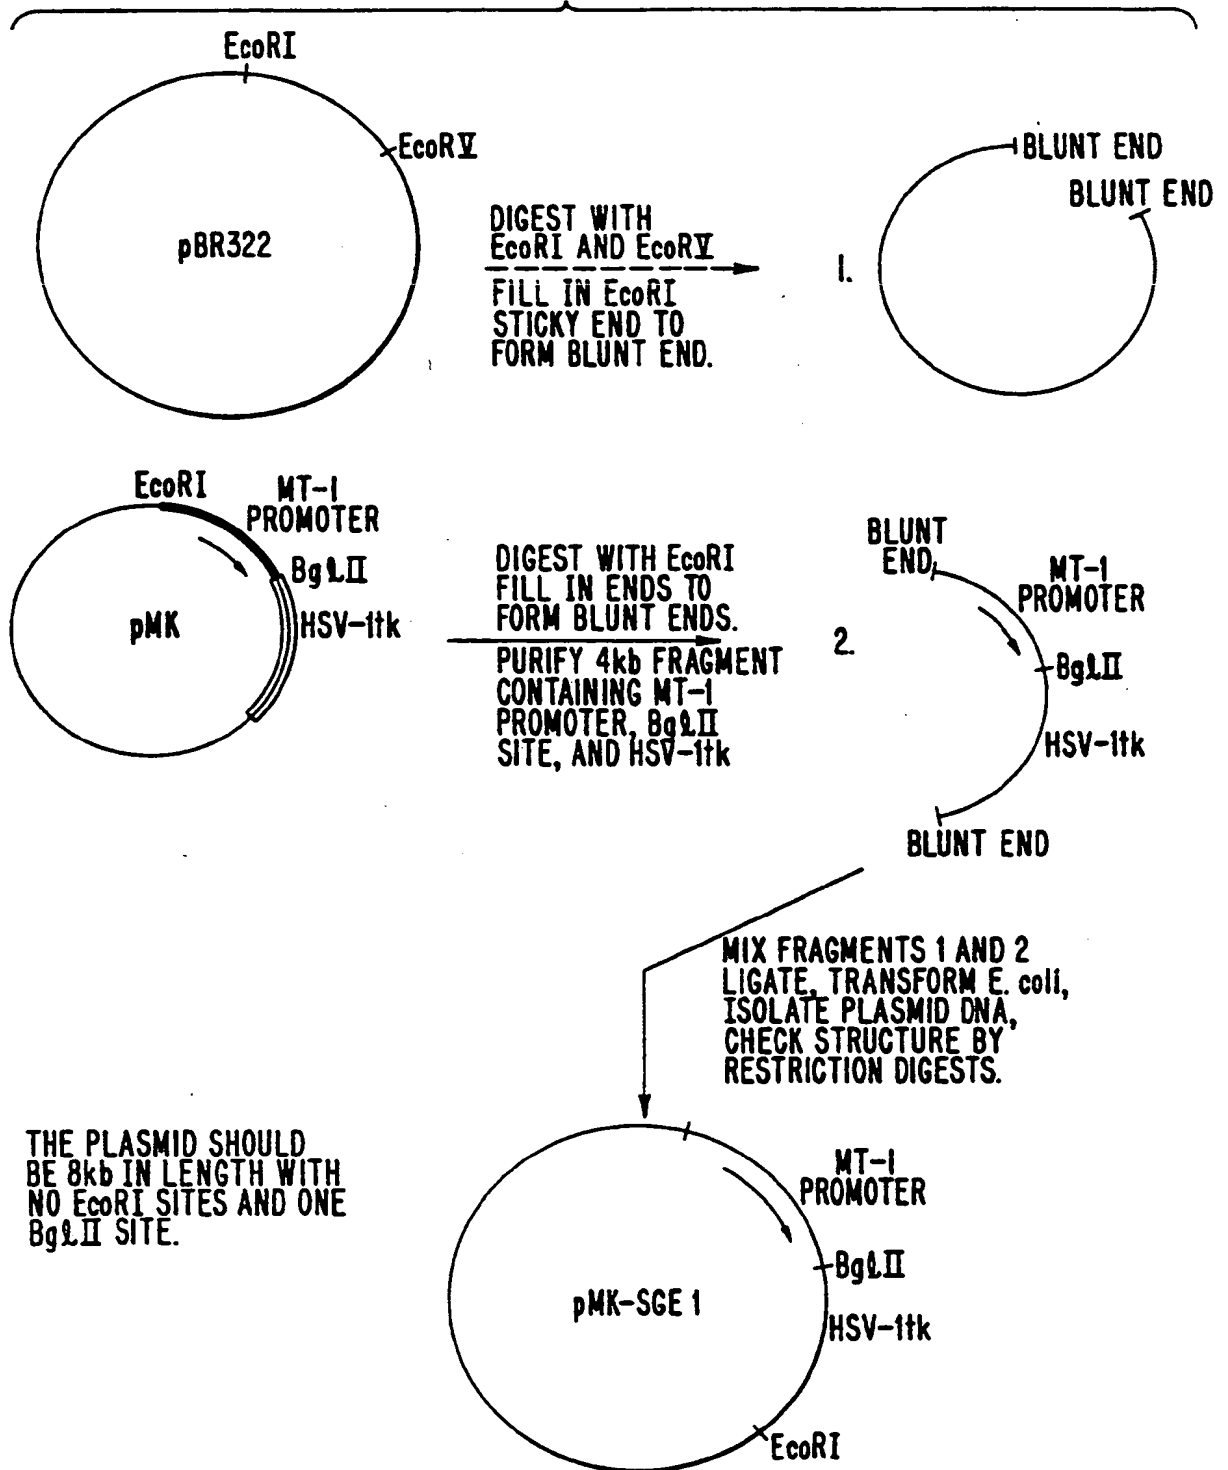 EcoRI
EcoRV
pBR322
DIGEST WITH
EcoRI AND EcoRV
FILL IN EcoRI
STICKY END TO
FORM BLUNT END.
1.
BLUNT END
BLUNT END
EcoRI
MT-1
PROMOTER
BglII
pMK
HSV-1tk
DIGEST WITH EcoRI
FILL IN ENDS TO
FORM BLUNT ENDS.
PURIFY 4kb FRAGMENT
CONTAINING MT-1
PROMOTER, BglII
SITE, AND HSV-1tk
2.
BLUNT
END
MT-1
PROMOTER
BglII
HSV-1tk
BLUNT END
MIX FRAGMENTS 1 AND 2
LIGATE, TRANSFORM E. coli,
ISOLATE PLASMID DNA,
CHECK STRUCTURE BY
RESTRICTION DIGESTS.
THE PLASMID SHOULD
BE 8kb IN LENGTH WITH
NO EcoRI SITES AND ONE
BglII SITE.
MT-1
PROMOTER
BglII
pMK-SGE 1
HSV-1tk
EcoRI